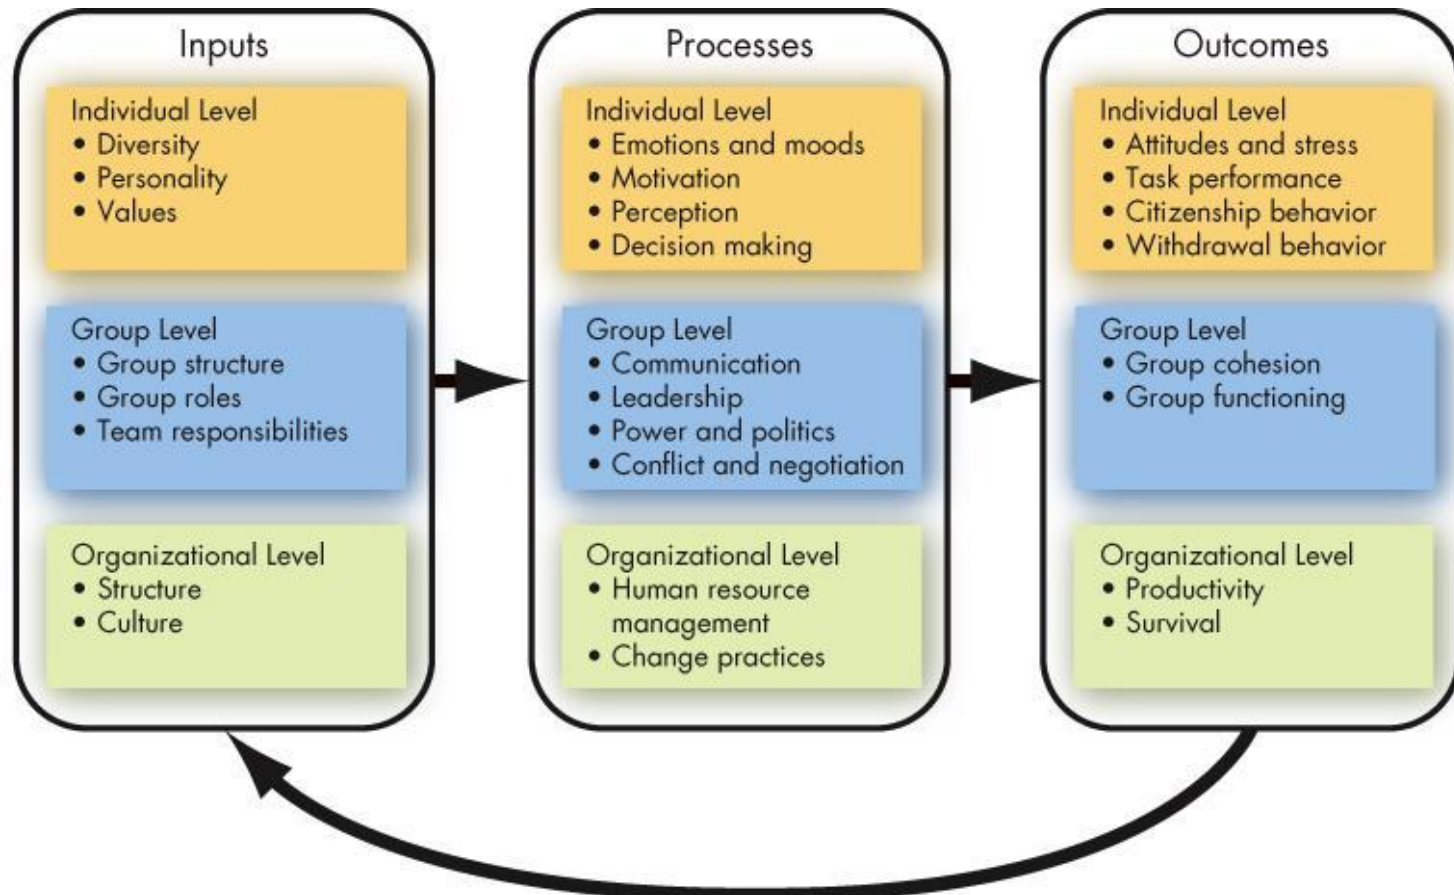 Inputs
Individual Level
• Diversity
• Personality
• Values
Group Level
• Group structure
• Group roles
• Team responsibilities
Organizational Level
• Structure
• Culture
Processes
Individual Level
• Emotions and moods
• Motivation
• Perception
• Decision making
Group Level
• Communication
• Leadership
• Power and politics
• Conflict and negotiation
Organizational Level
• Human resource
management
• Change practices
Outcomes
Individual Level
• Attitudes and stress
• Task performance
• Citizenship behavior
• Withdrawal behavior
Group Level
• Group cohesion
• Group functioning
Organizational Level
• Productivity
• Survival